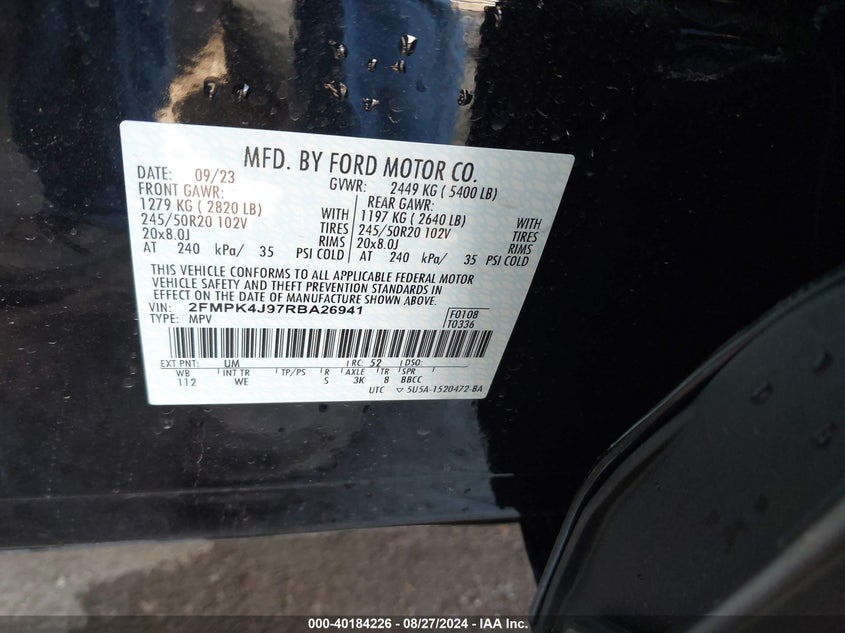 MFD. BY FORD MOTOR CO.
DATE: 09/23 GVWR: 2449 KG ( 5400 LB)
FRONT GAWR: REAR GAWR:
1279 KG ( 2820 LB) WITH 1197 KG ( 2640 LB) WITH
245/50R20 102V TIRES 245/50R20 102V TIRES
20x8.0J RIMS 20x8.0J RIMS
AT 240 kPa/ 35 PSI COLD AT 240 kPa/ 35 PSI COLD
THIS VEHICLE CONFORMS TO ALL APPLICABLE FEDERAL MOTOR
VEHICLE SAFETY AND THEFT PREVENTION STANDARDS IN
EFFECT ON THE DATE OF MANUFACTURE SHOWN ABOVE.
VIN: 2FMPK4J97RBA26941 F0108
TYPE: MPV T0336
EXT PNT: UM RC: 52 DSO:
WB INT TR TP/PS R AXLE TR SPR
112 WE S 3K 8 BBCC
UTC ▽ 5U5A-1520472-BA
000-40184226 - 08/27/2024 - IAA Inc.